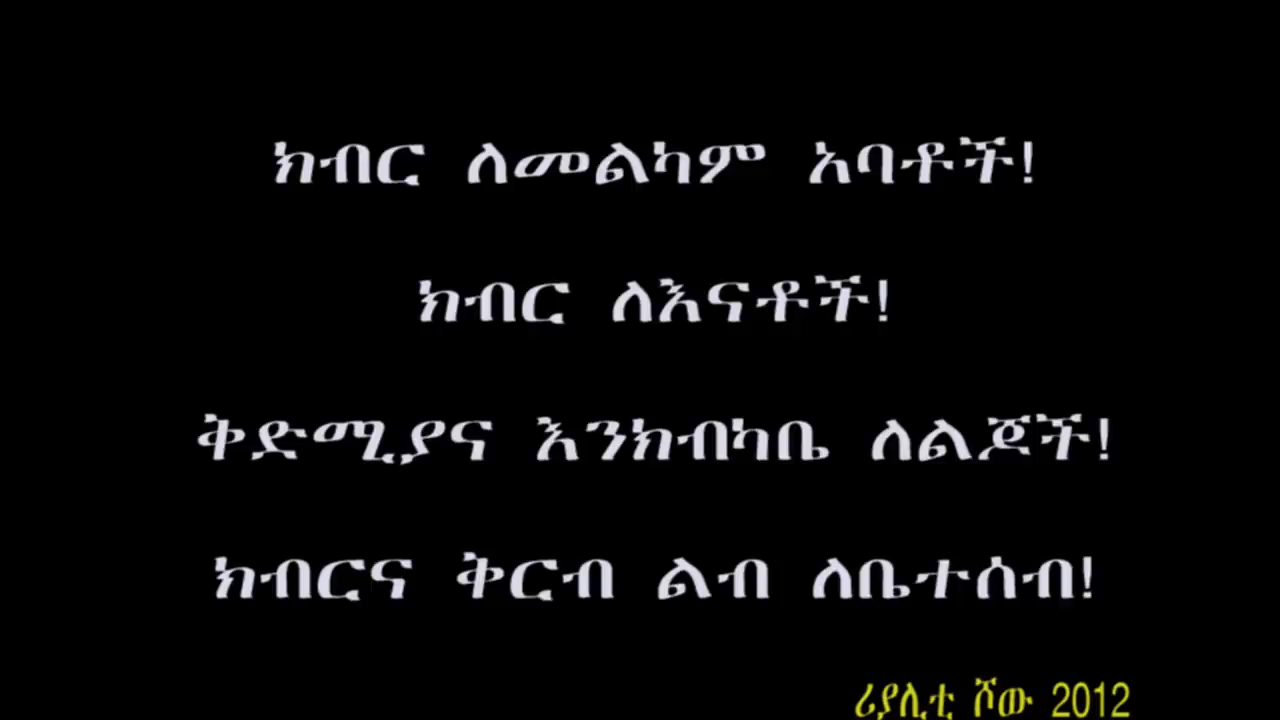 ክብር ለመልካም አባቶች!
ክብር ለእናቶች!
ቅድሚያና እንክብካቤ ለልጆች!
ክብርና ቅርብ ልብ ለቤተሰብ!
ሪያሊቲ ሾው 2012